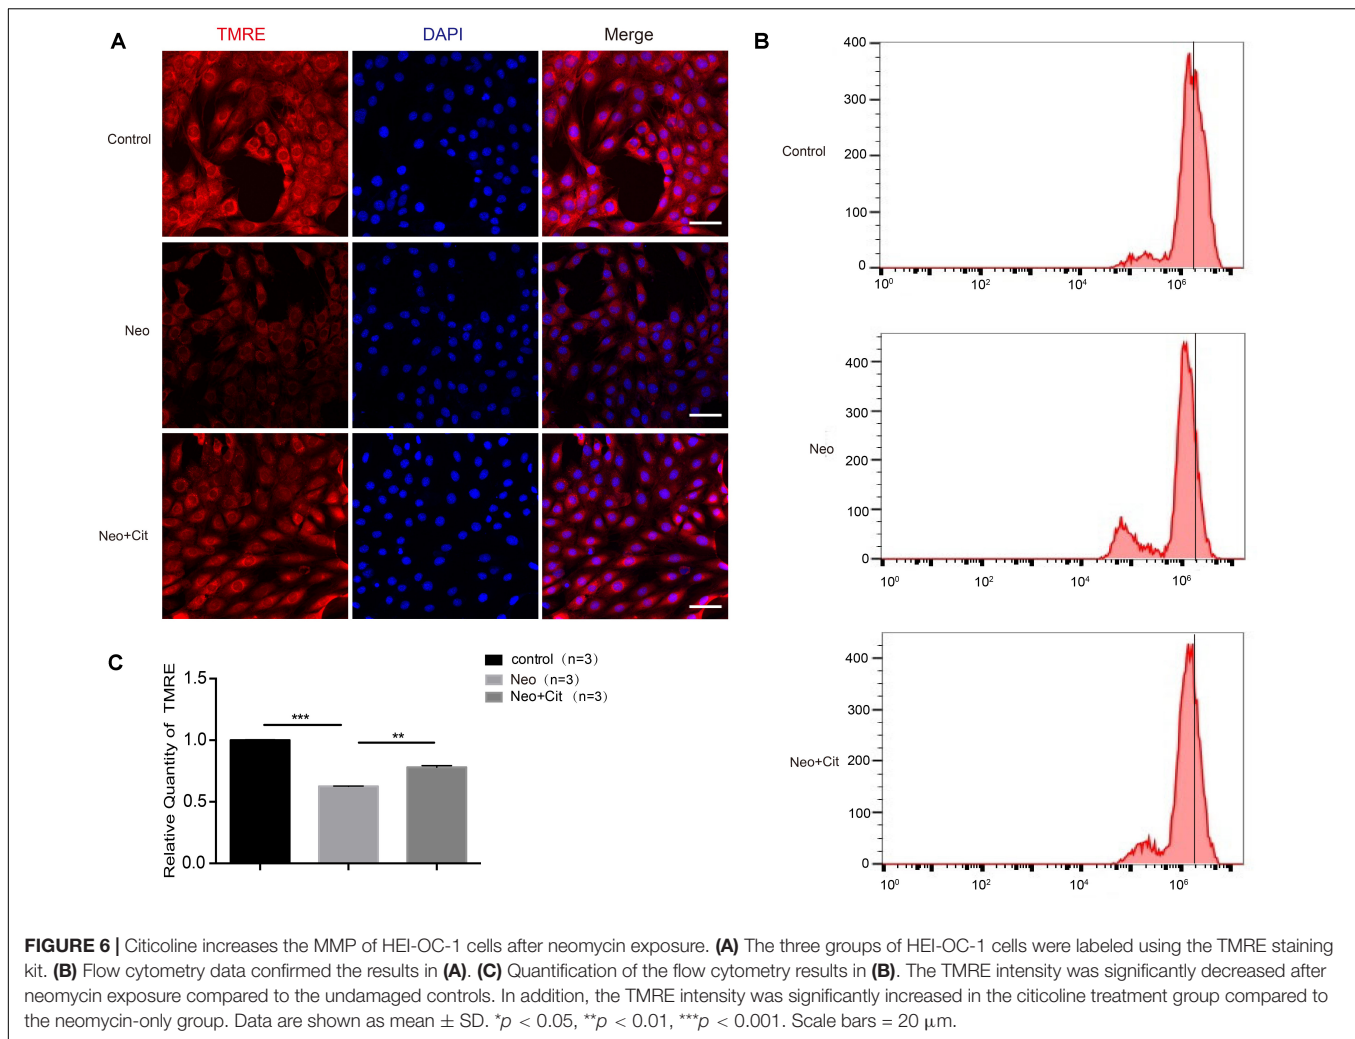 A
TMRE
DAPI
Merge
Control
Neo
Neo+Cit
B
400
300
200
100
0
Control
10⁰
10²
10⁴
10⁶
400
300
200
100
0
Neo
10⁰
10²
10⁴
10⁶
400
300
200
100
0
Neo+Cit
10⁰
10²
10⁴
10⁶
C
Relative Quantity of TMRE
1.5
1.0
0.5
0.0
***
**
control (n=3)
Neo (n=3)
Neo+Cit (n=3)
FIGURE 6 | Citicoline increases the MMP of HEI-OC-1 cells after neomycin exposure. (A) The three groups of HEI-OC-1 cells were labeled using the TMRE staining
kit. (B) Flow cytometry data confirmed the results in (A). (C) Quantification of the flow cytometry results in (B). The TMRE intensity was significantly decreased after
neomycin exposure compared to the undamaged controls. In addition, the TMRE intensity was significantly increased in the citicoline treatment group compared to
the neomycin-only group. Data are shown as mean ± SD. *p < 0.05, **p < 0.01, ***p < 0.001. Scale bars = 20 μm.